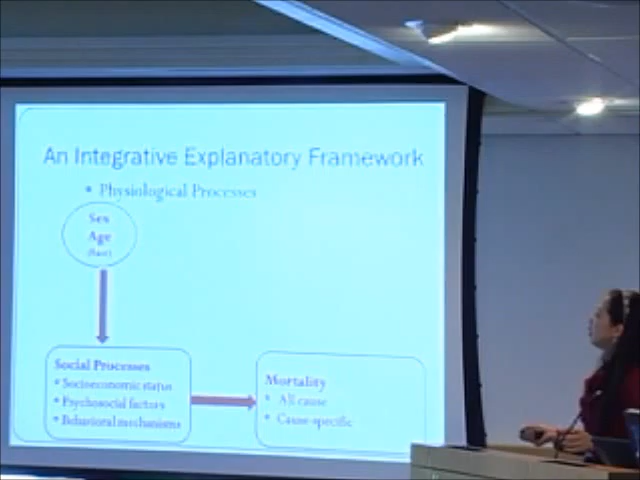 An Integrative Explanatory Framework
• Physiological Processes
Sex
Age
(Race)
Social Processes
• Socioeconomic status
• Psychosocial factors
• Behavioral mechanisms
Mortality
• All cause
• Cause-specific